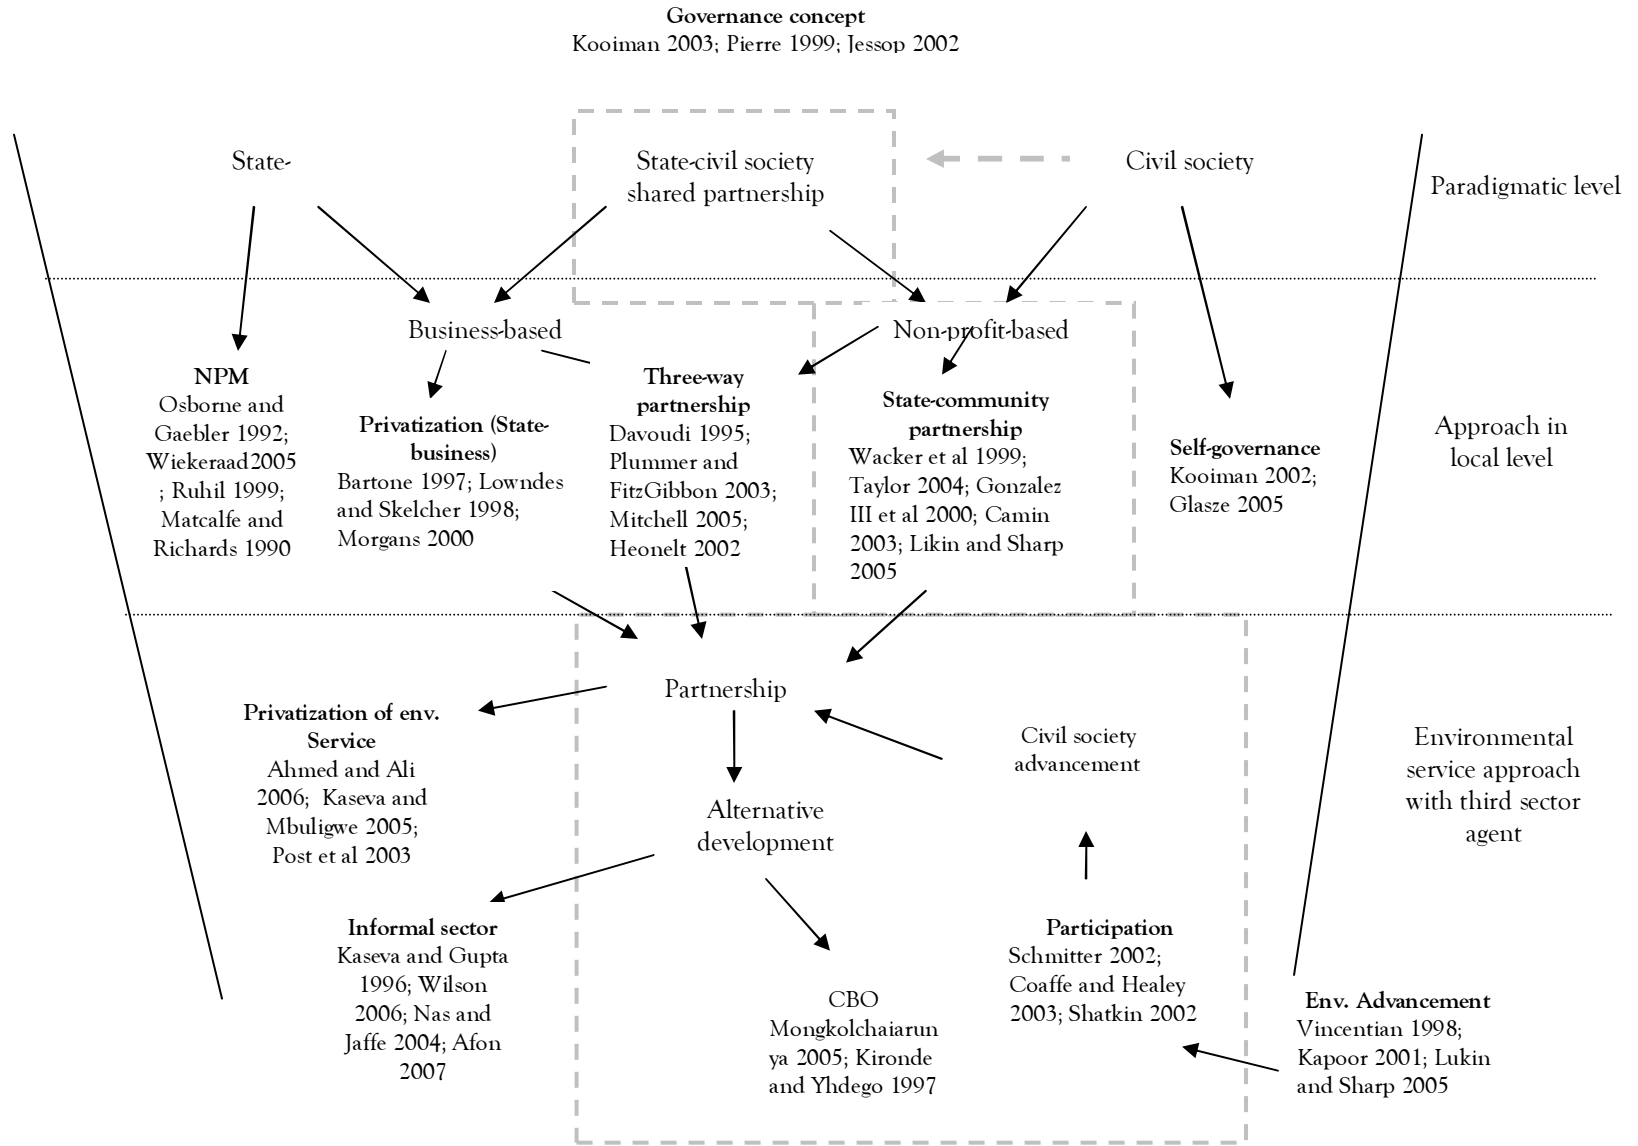 Governance concept
Kooiman 2003; Pierre 1999; Jessop 2002
State-
State-civil society
shared partnership
Civil society
Paradigmatic level
Business-based
Non-profit-based
NPM
Osborne and
Gaebler 1992;
Wiekeraad2005
; Ruhil 1999;
Matcalfe and
Richards 1990
Privatization (State-
business)
Bartone 1997; Lowndes
and Skelcher 1998;
Morgans 2000
Three-way
partnership
Davoudi 1995;
Plummer and
FitzGibbon 2003;
Mitchell 2005;
Heonelt 2002
State-community
partnership
Wacker et al 1999;
Taylor 2004; Gonzalez
III et al 2000; Camin
2003; Likin and Sharp
2005
Self-governance
Kooiman 2002;
Glasze 2005
Approach in
local level
Partnership
Privatization of env.
Service
Ahmed and Ali
2006;  Kaseva and
Mbuligwe 2005;
Post et al 2003
Civil society
advancement
Alternative
development
Environmental
service approach
with third sector
agent
Informal sector
Kaseva and Gupta
1996; Wilson
2006; Nas and
Jaffe 2004; Afon
2007
CBO
Mongkolchaiarun
ya 2005; Kironde
and Yhdego 1997
Participation
Schmitter 2002;
Coaffe and Healey
2003; Shatkin 2002
Env. Advancement
Vincentian 1998;
Kapoor 2001; Lukin
and Sharp 2005